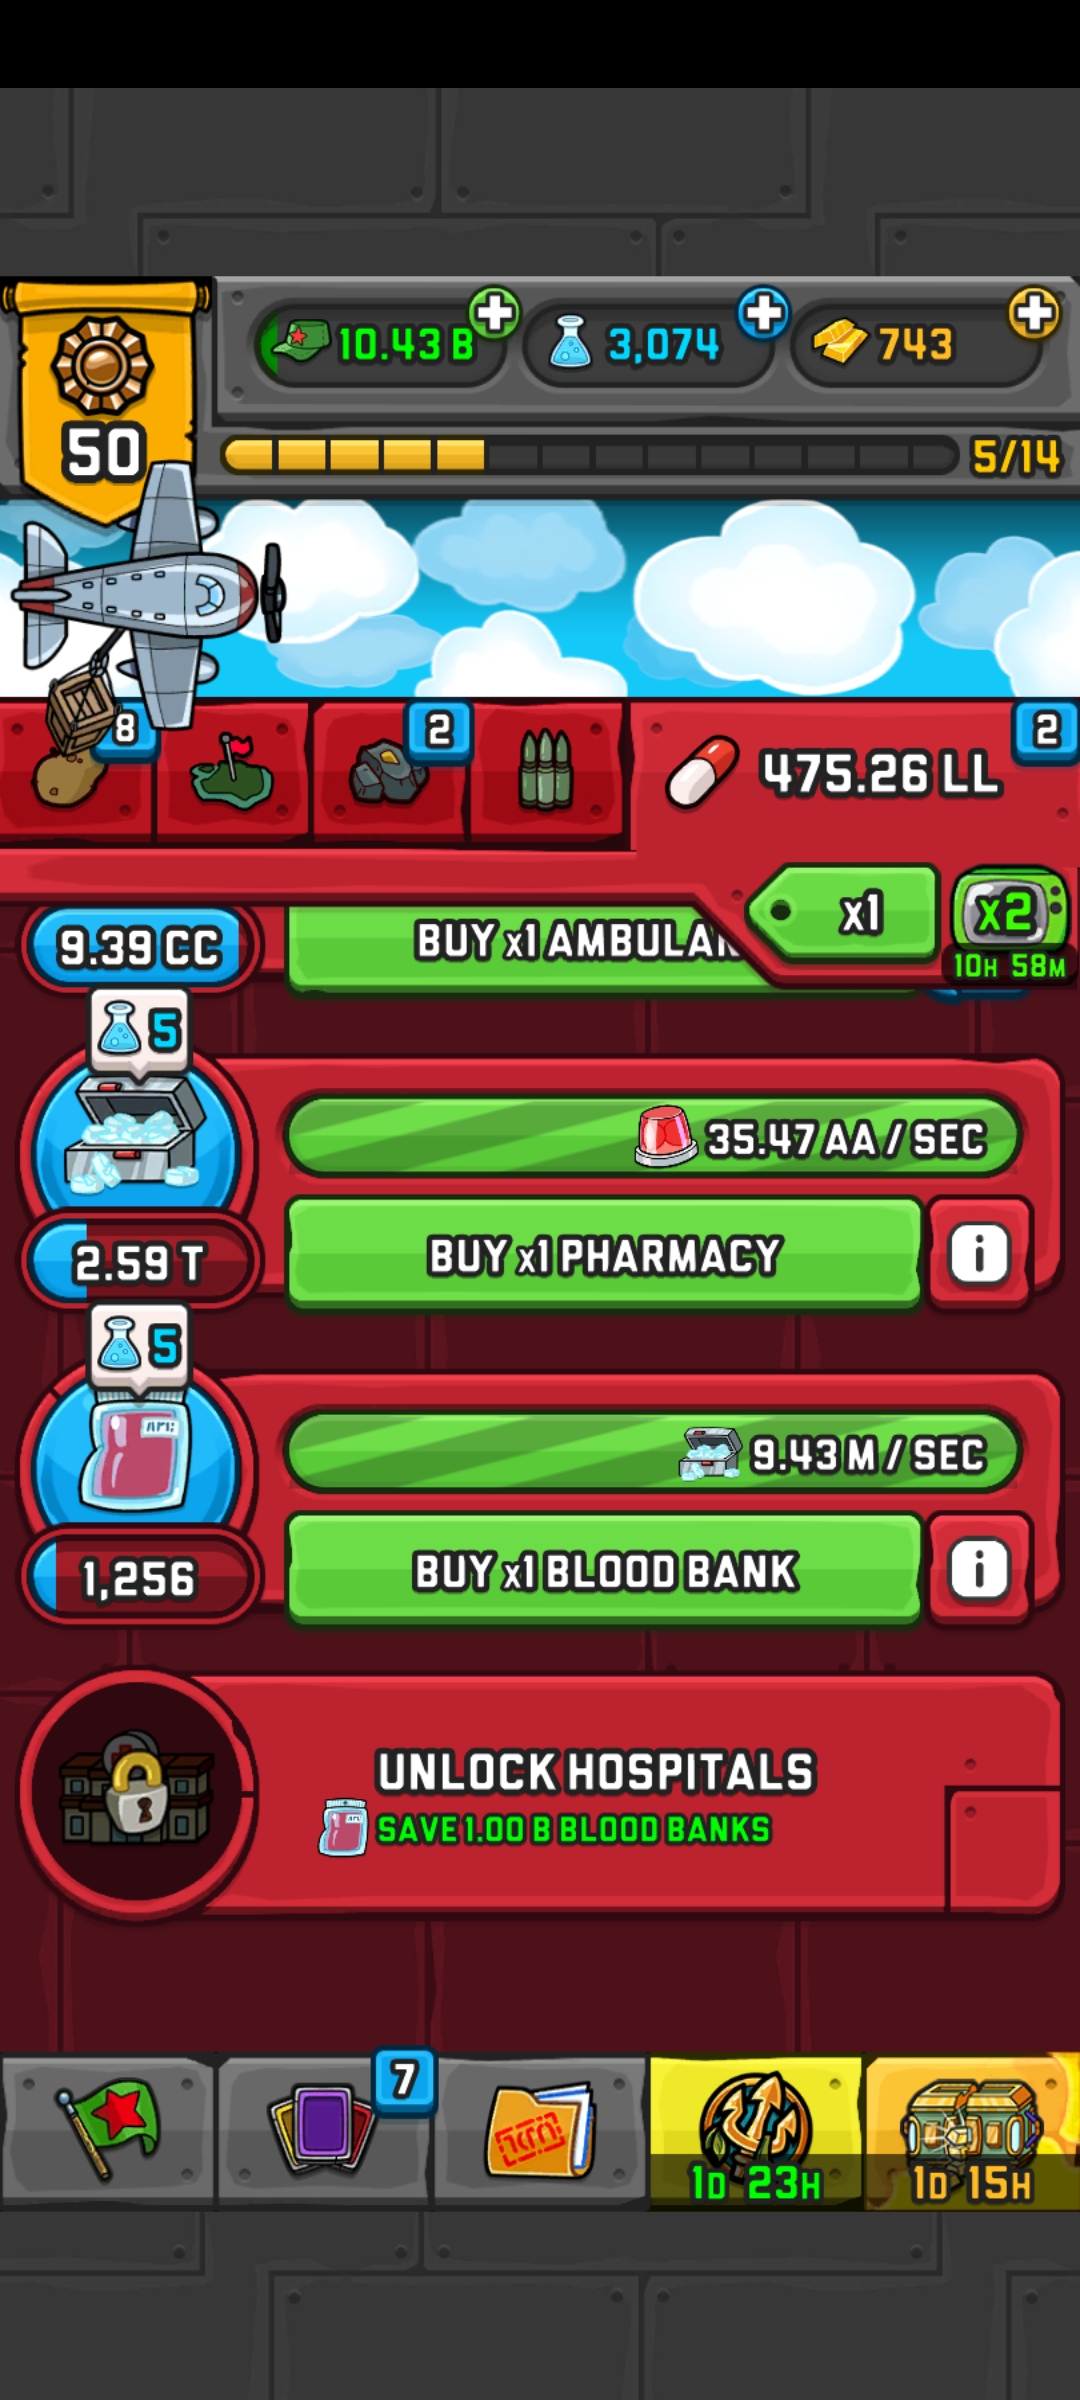 10.43 B
3,074
743
50
5/14
8
2
475.26 LL
2
x1
x2
10H 58M
9.39 CC
BUY x1 AMBULAN
5
35.47 AA / SEC
2.59 T
BUY x1 PHARMACY
i
5
9.43 M / SEC
1,256
BUY x1 BLOOD BANK
i
UNLOCK HOSPITALS
SAVE 1.00 B BLOOD BANKS
7
1D 23H
1D 15H